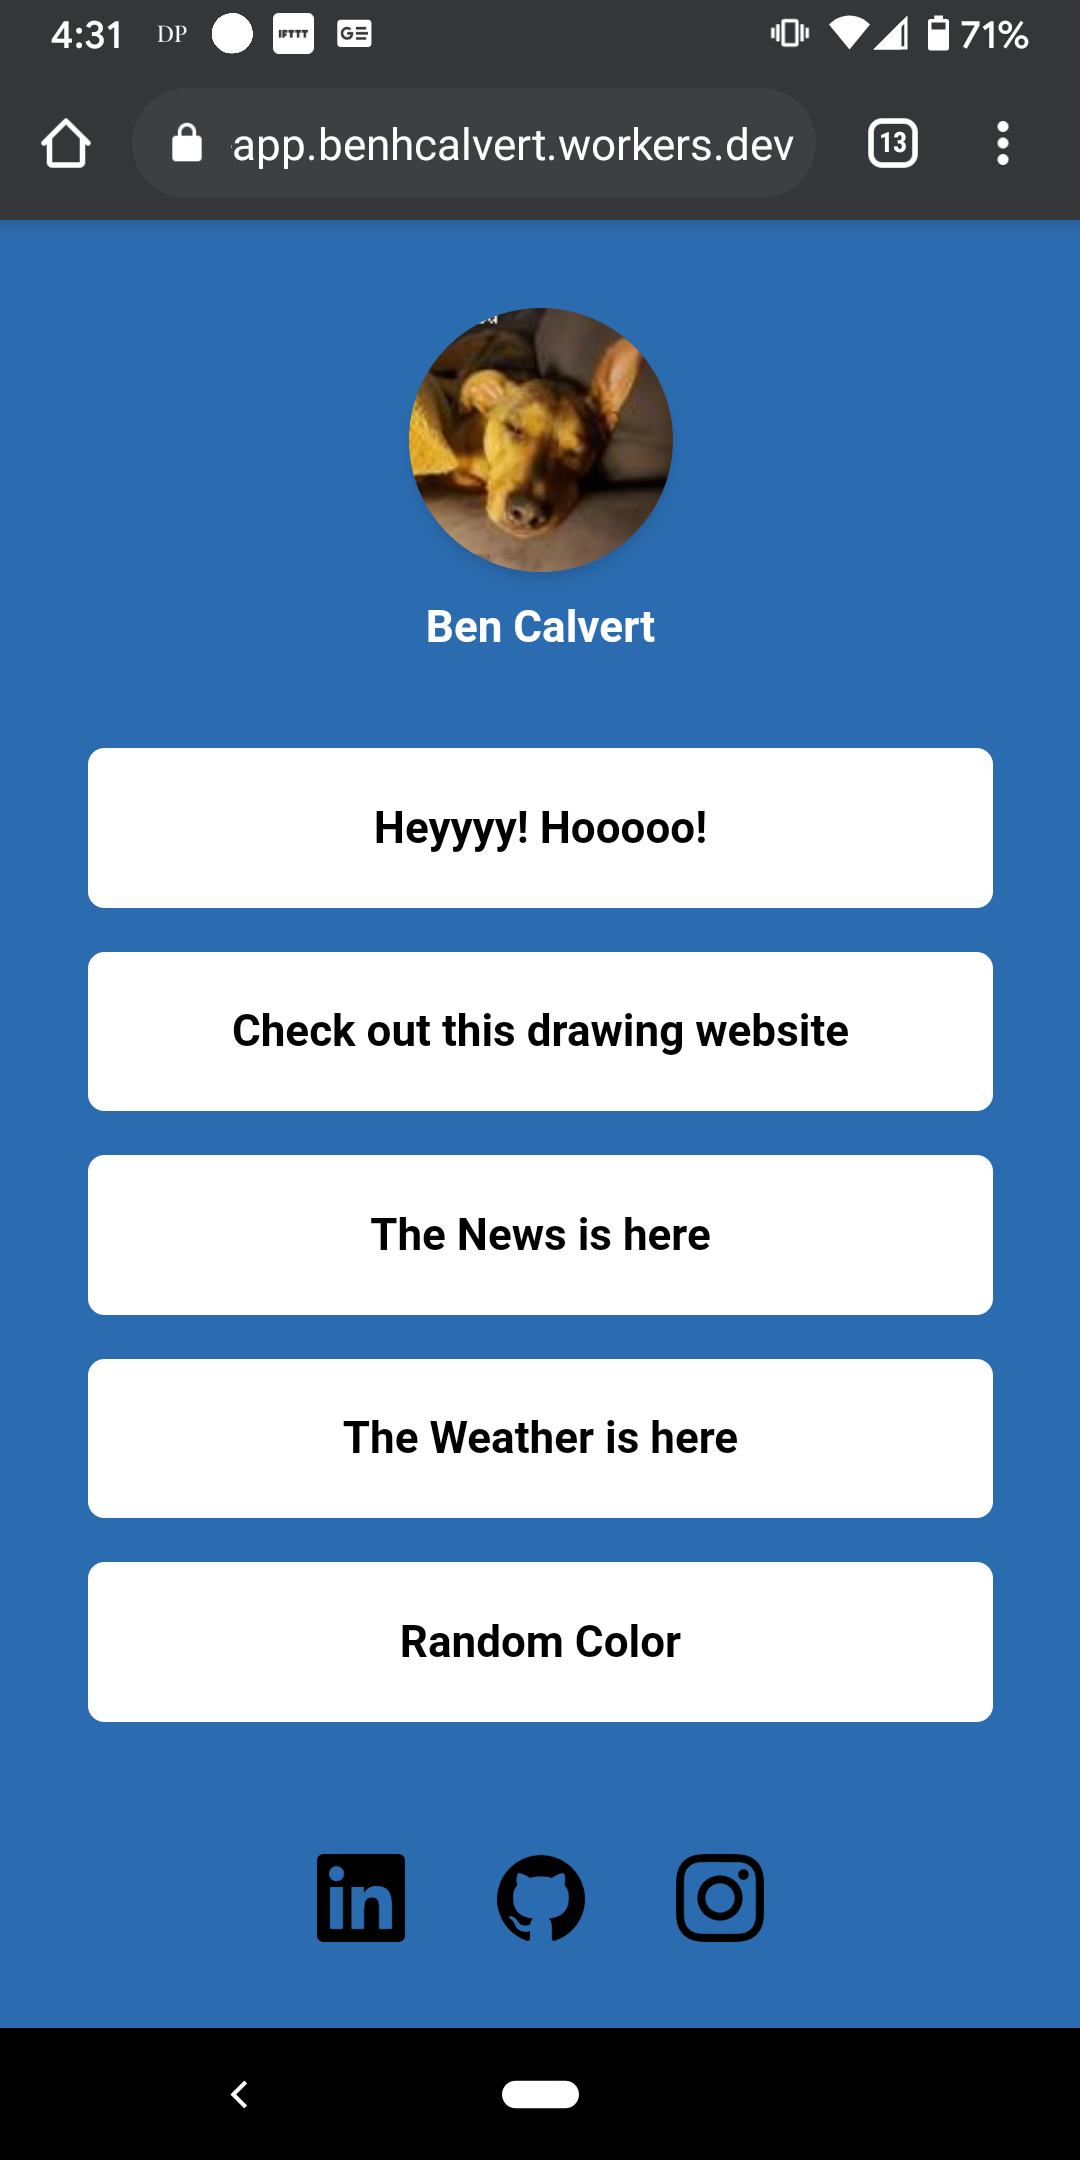 4:31 DP IFTTT GE 71%
app.benhcalvert.workers.dev 13
Ben Calvert
Heyyyy! Hooooo!
Check out this drawing website
The News is here
The Weather is here
Random Color
in